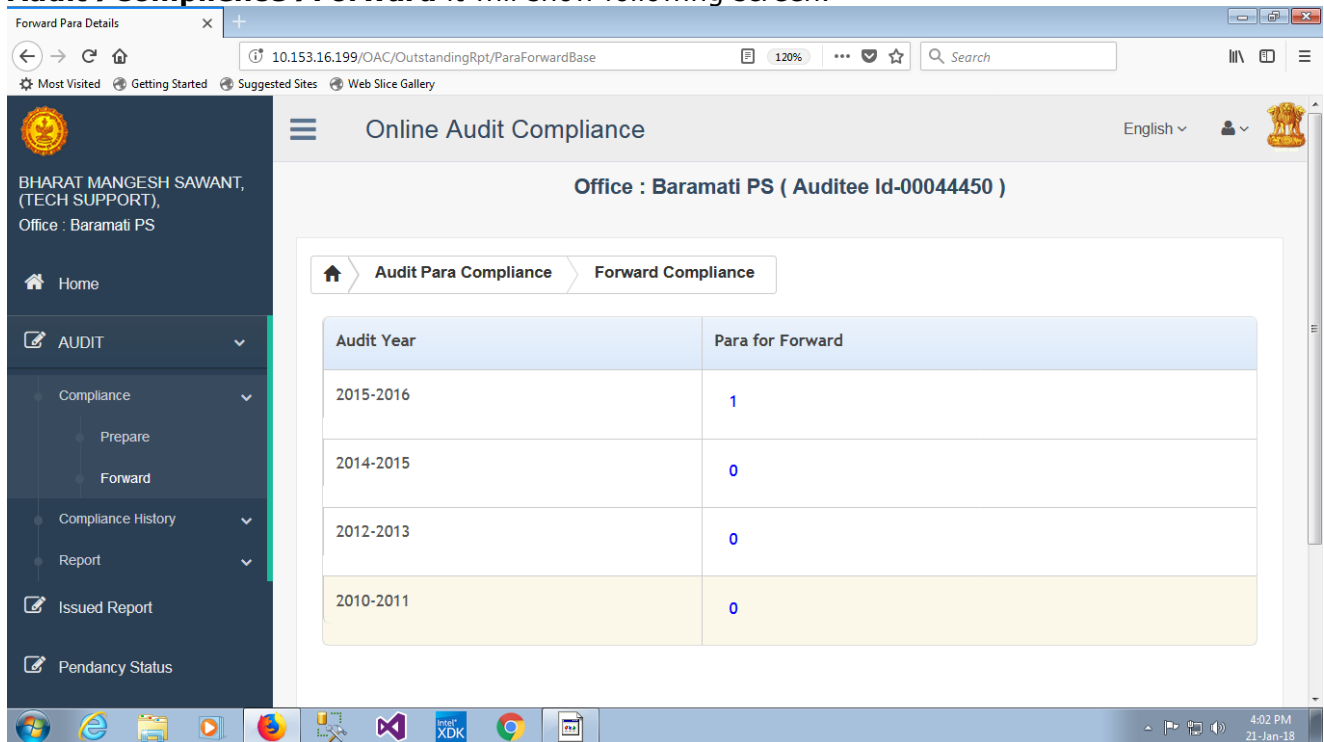 Forward Para Details
10.153.16.199/OAC/OutstandingRpt/ParaForwardBase
120%
Search
Most Visited Getting Started Suggested Sites Web Slice Gallery
Online Audit Compliance
English
BHARAT MANGESH SAWANT,
(TECH SUPPORT),
Office : Baramati PS
Office : Baramati PS ( Auditee Id-00044450 )
Home
AUDIT
Compliance
Prepare
Forward
Compliance History
Report
Issued Report
Pendancy Status
Audit Para Compliance Forward Compliance
Audit Year Para for Forward
2015-2016 1
2014-2015 0
2012-2013 0
2010-2011 0
intel XDK
4:02 PM
21-Jan-18